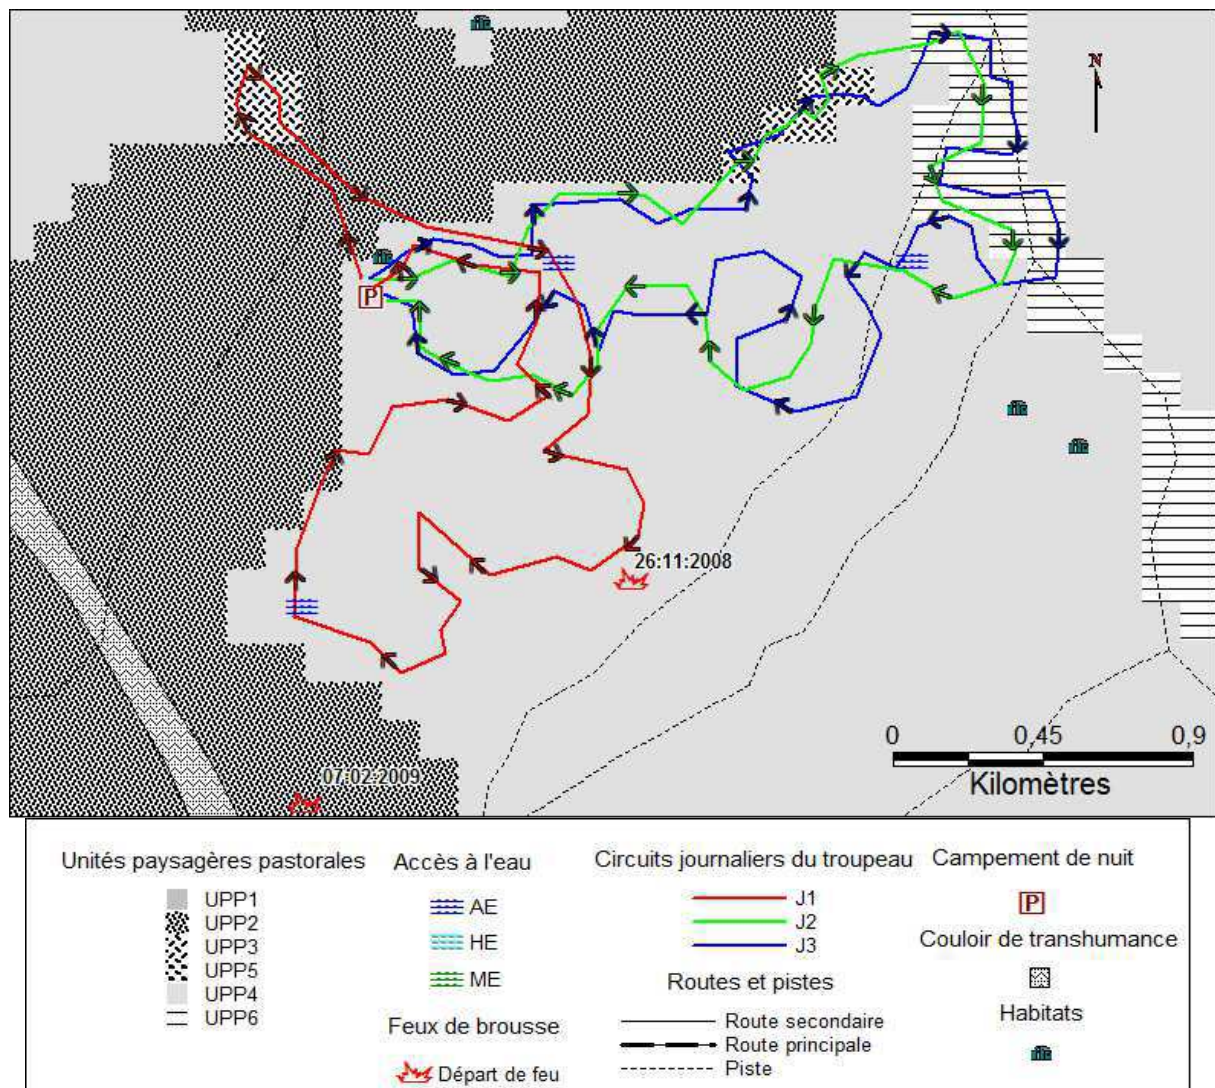 N
P
26:11:2008
07:02:2009
0 0,45 0,9
Kilomètres
Unités paysagères pastorales
UPP1
UPP2
UPP3
UPP5
UPP4
UPP6
Accès à l'eau
AE
HE
ME
Feux de brousse
Départ de feu
Circuits journaliers du troupeau
J1
J2
J3
Routes et pistes
Route secondaire
Route principale
Piste
Campement de nuit
P
Couloir de transhumance
Habitats